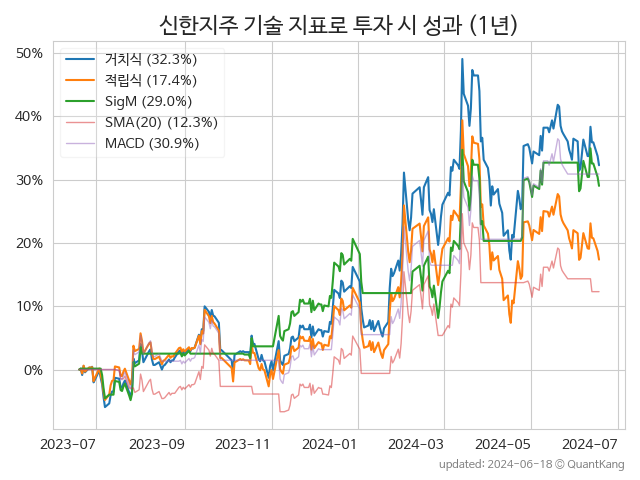 신한지주 기술 지표로 투자 시 성과 (1년)
50%
40%
30%
20%
10%
0%
거치식 (32.3%)
적립식 (17.4%)
SigM (29.0%)
SMA(20) (12.3%)
MACD (30.9%)
2023-07 2023-09 2023-11 2024-01 2024-03 2024-05 2024-07
updated: 2024-06-18 © QuantKang